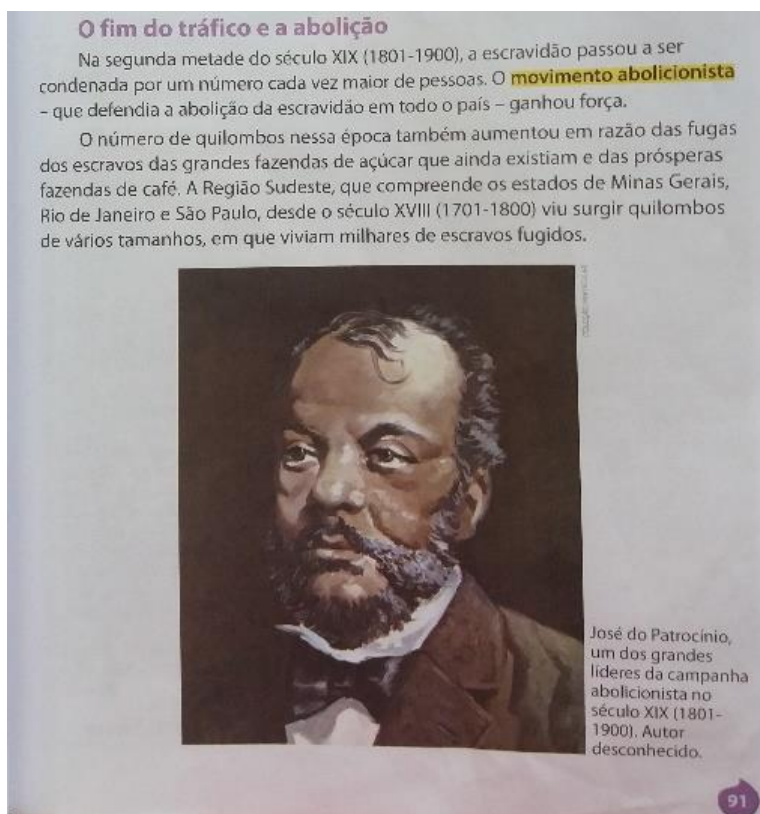 O fim do tráfico e a abolição
Na segunda metade do século XIX (1801-1900), a escravidão passou a ser
condenada por um número cada vez maior de pessoas. O movimento abolicionista
– que defendia a abolição da escravidão em todo o país – ganhou força.
O número de quilombos nessa época também aumentou em razão das fugas
dos escravos das grandes fazendas de açúcar que ainda existiam e das prósperas
fazendas de café. A Região Sudeste, que compreende os estados de Minas Gerais,
Rio de Janeiro e São Paulo, desde o século XVIII (1701-1800) viu surgir quilombos
de vários tamanhos, em que viviam milhares de escravos fugidos.
José do Patrocínio,
um dos grandes
líderes da campanha
abolicionista no
século XIX (1801-
1900). Autor
desconhecido.
91